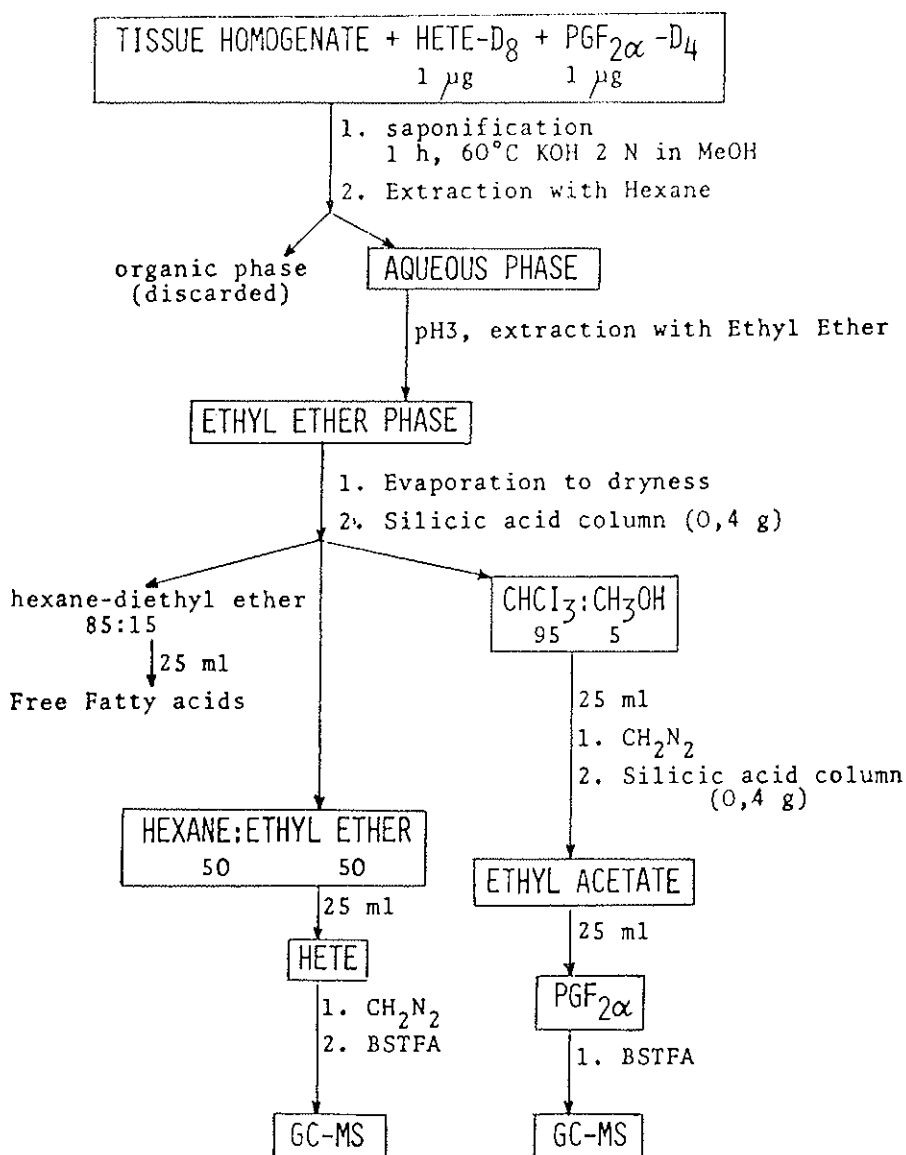 TISSUE HOMOGENATE + HETE-D8 + PGF2α -D4
1 µg 1 µg
1. saponification
1 h, 60°C KOH 2 N in MeOH
2. Extraction with Hexane
organic phase
(discarded)
AQUEOUS PHASE
pH3, extraction with Ethyl Ether
ETHYL ETHER PHASE
1. Evaporation to dryness
2. Silicic acid column (0,4 g)
hexane-diethyl ether
85:15
25 ml
Free Fatty acids
HEXANE:ETHYL ETHER
50 50
25 ml
HETE
1. CH2N2
2. BSTFA
GC-MS
CHCl3:CH3OH
95 5
25 ml
1. CH2N2
2. Silicic acid column
(0,4 g)
ETHYL ACETATE
25 ml
PGF2α
1. BSTFA
GC-MS